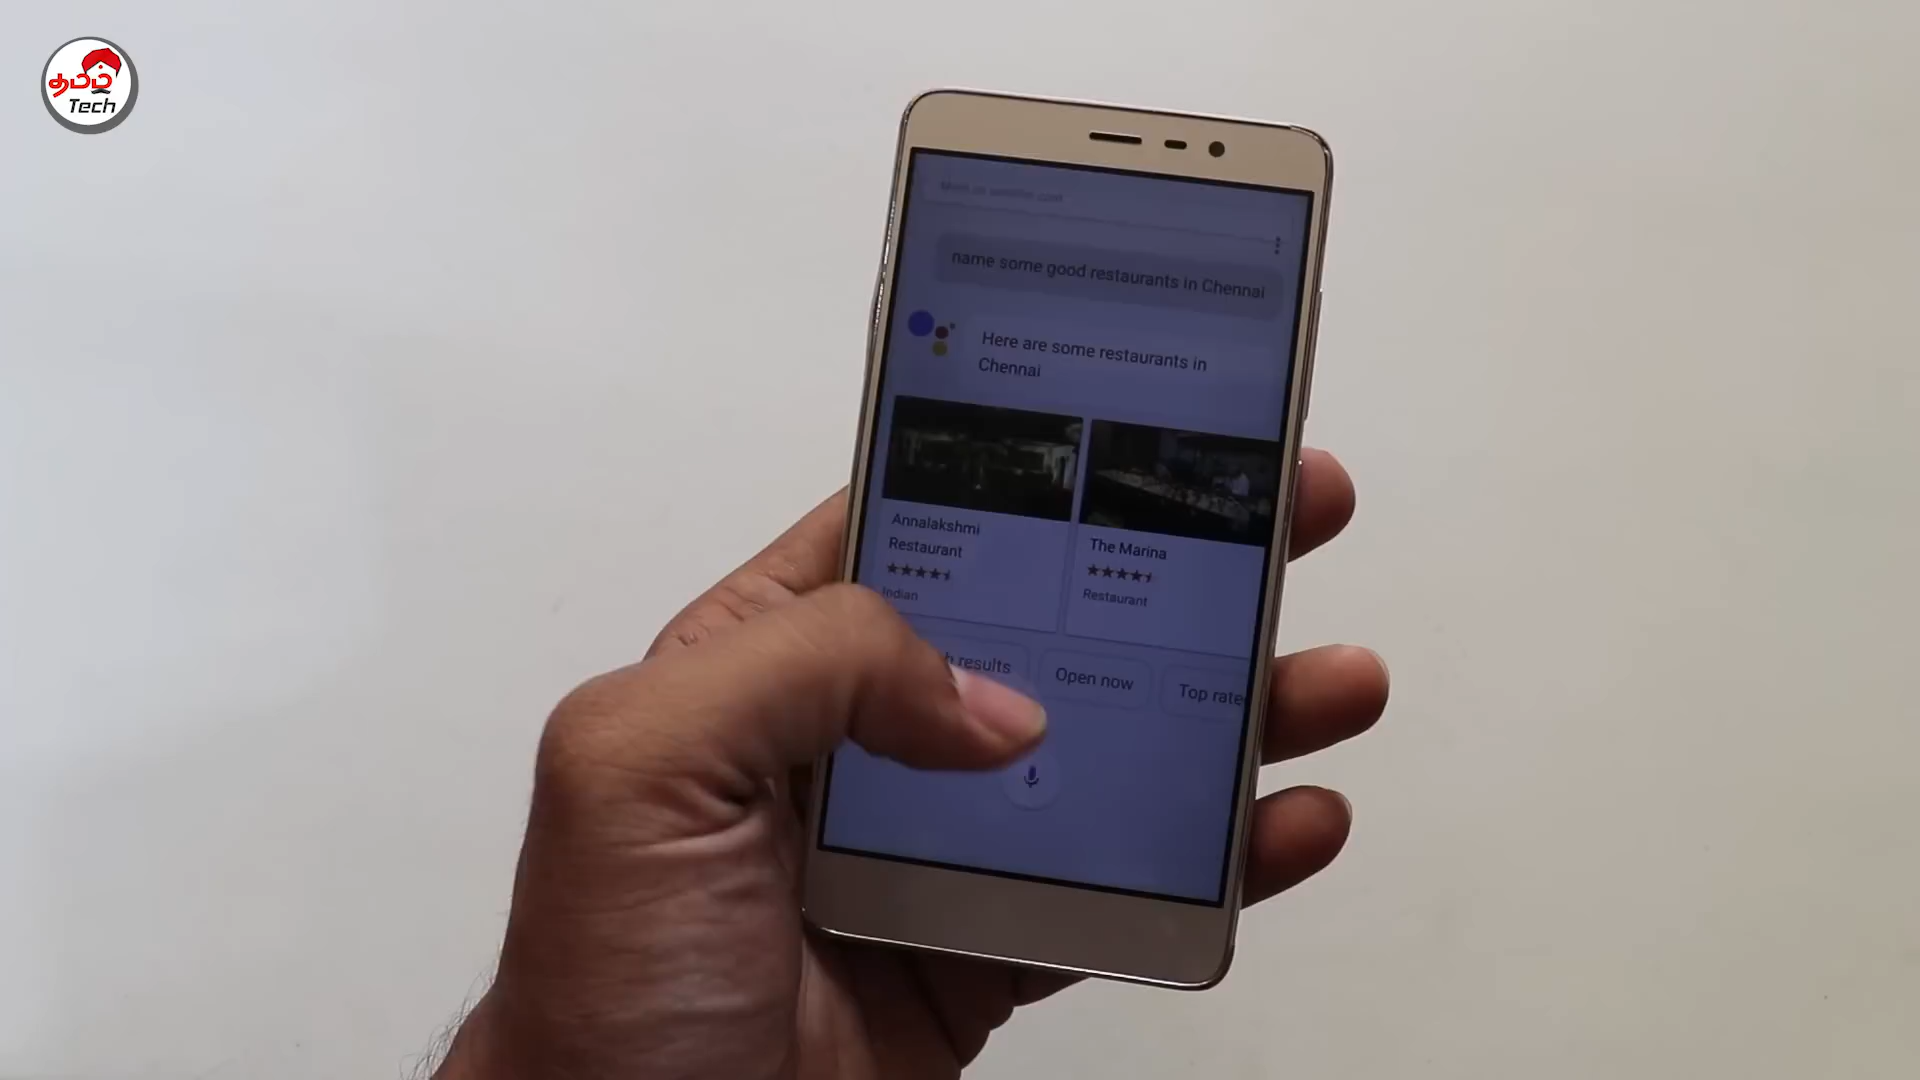 தமிழ்
Tech
name some good restaurants in Chennai
Here are some restaurants in
Chennai
Annalakshmi
Restaurant
Indian
The Marina
Restaurant
results
Open now
Top rate